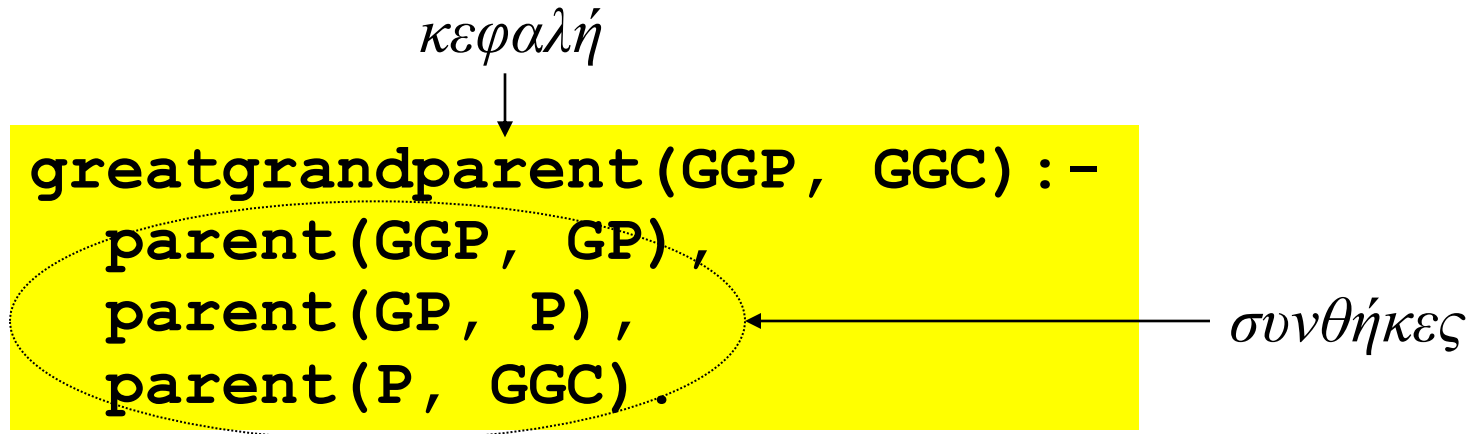 κεφαλή
greatgrandparent(GGP, GGC):-
parent(GGP, GP),
parent(GP, P),
parent(P, GGC).
συνθήκες